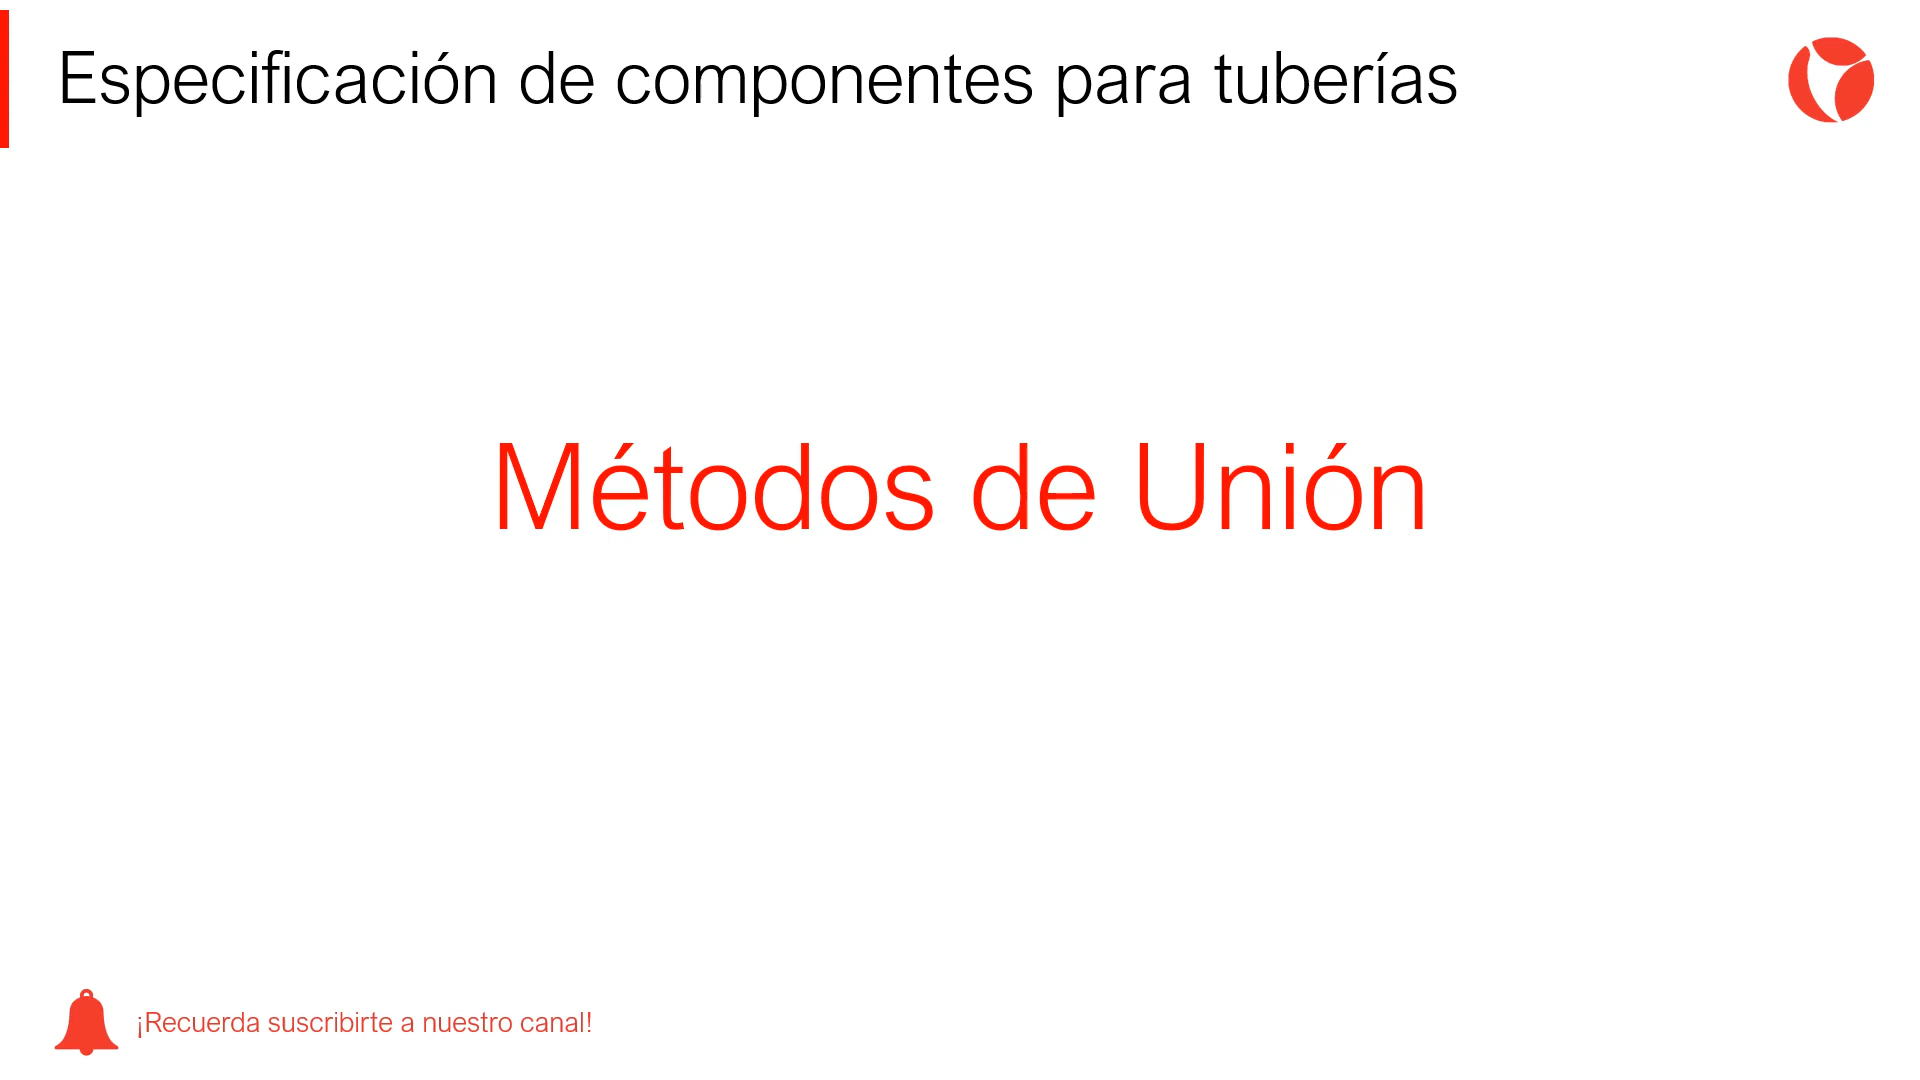 Especificación de componentes para tuberías
Métodos de Unión
¡Recuerda suscribirte a nuestro canal!